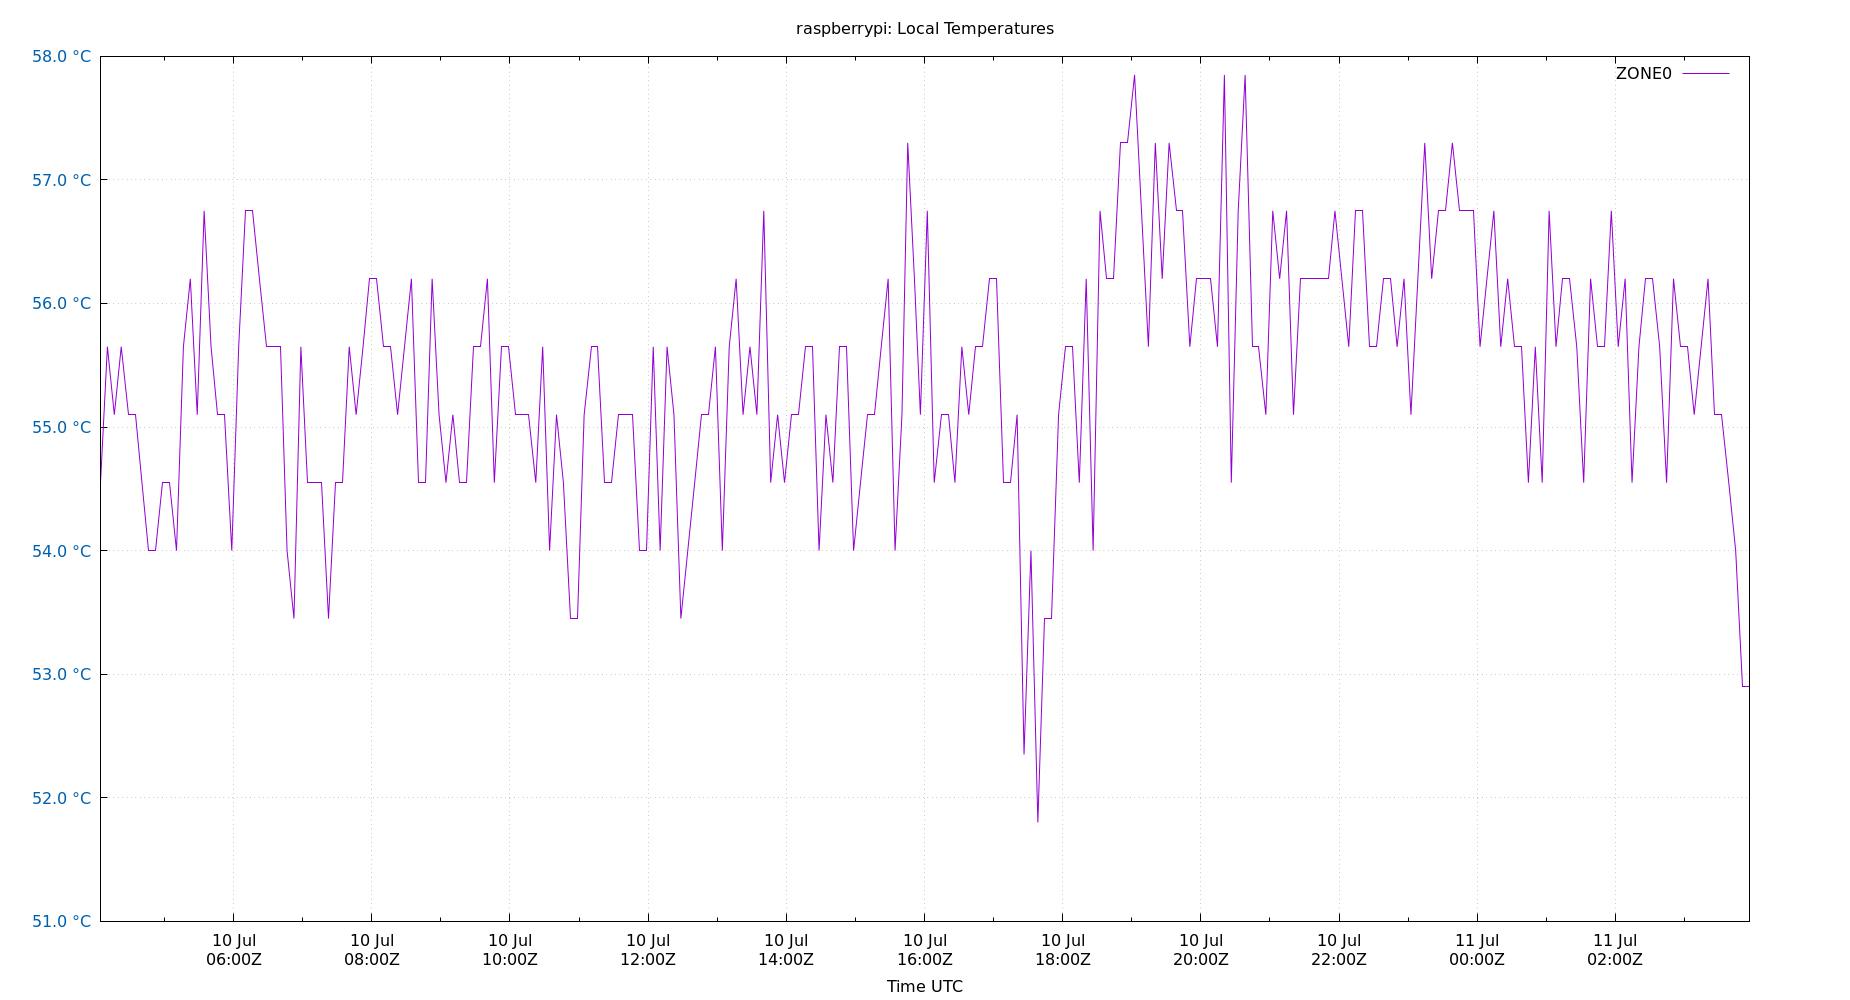 raspberrypi: Local Temperatures
58.0 °C
ZONE0
57.0 °C
56.0 °C
55.0 °C
54.0 °C
53.0 °C
52.0 °C
51.0 °C
10 Jul 10 Jul 10 Jul 10 Jul 10 Jul 10 Jul 10 Jul 10 Jul 10 Jul 11 Jul 11 Jul
06:00Z 08:00Z 10:00Z 12:00Z 14:00Z 16:00Z 18:00Z 20:00Z 22:00Z 00:00Z 02:00Z
Time UTC